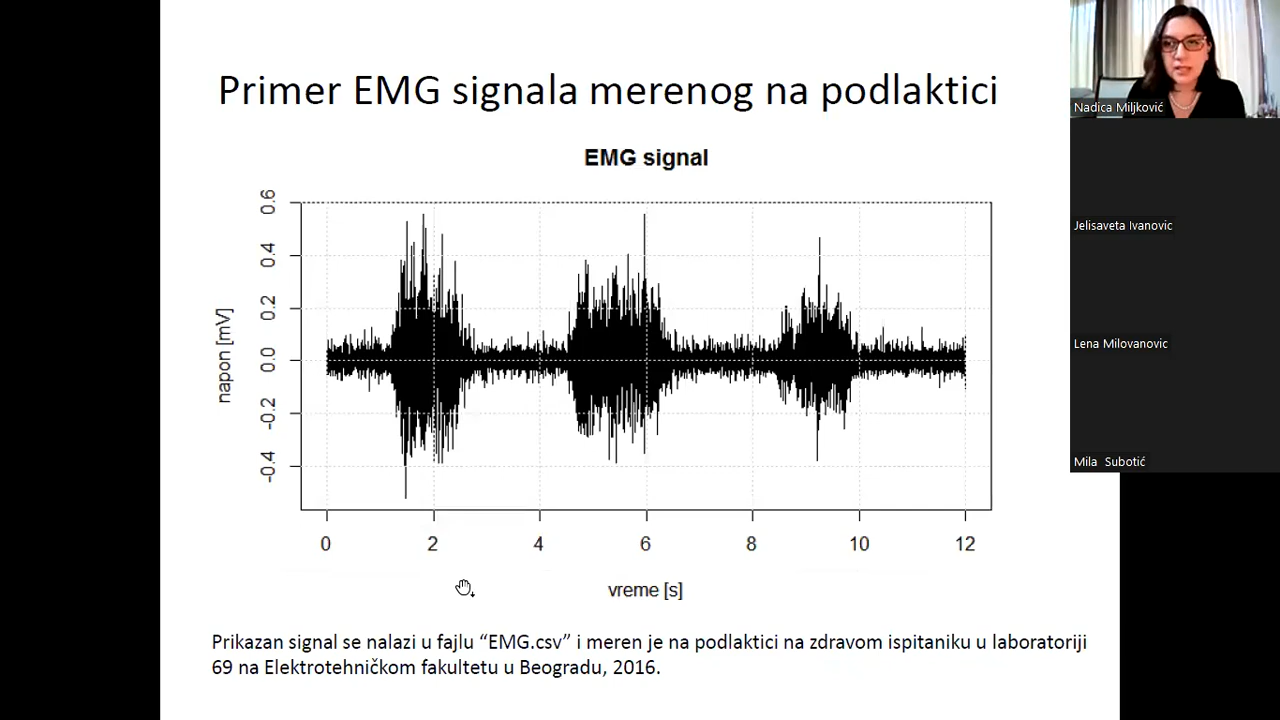 Primer EMG signala merenog na podlaktici
EMG signal
0.6
0.4
0.2
0.0
-0.2
-0.4
napon [mV]
0 2 4 6 8 10 12
vreme [s]
Prikazan signal se nalazi u fajlu “EMG.csv” i meren je na podlaktici na zdravom ispitaniku u laboratoriji
69 na Elektrotehničkom fakultetu u Beogradu, 2016.
Nadica Miljković
Jelisaveta Ivanovic
Lena Milovanovic
Mila Subotić